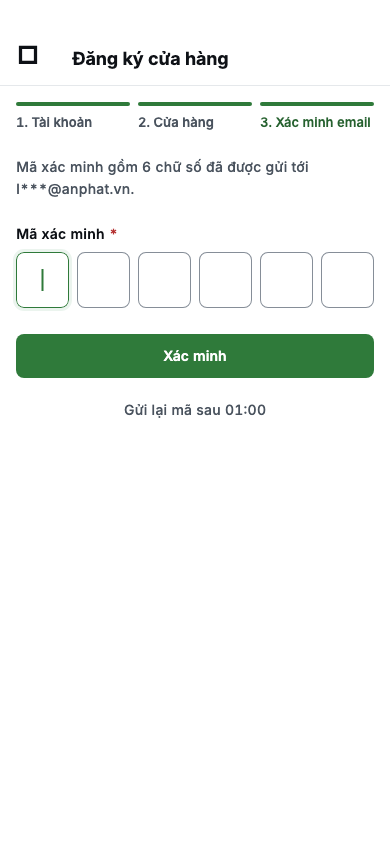 Đăng ký cửa hàng
1. Tài khoản
2. Cửa hàng
3. Xác minh email
Mã xác minh gồm 6 chữ số đã được gửi tới
l***@anphat.vn.
Mã xác minh *
Xác minh
Gửi lại mã sau 01:00